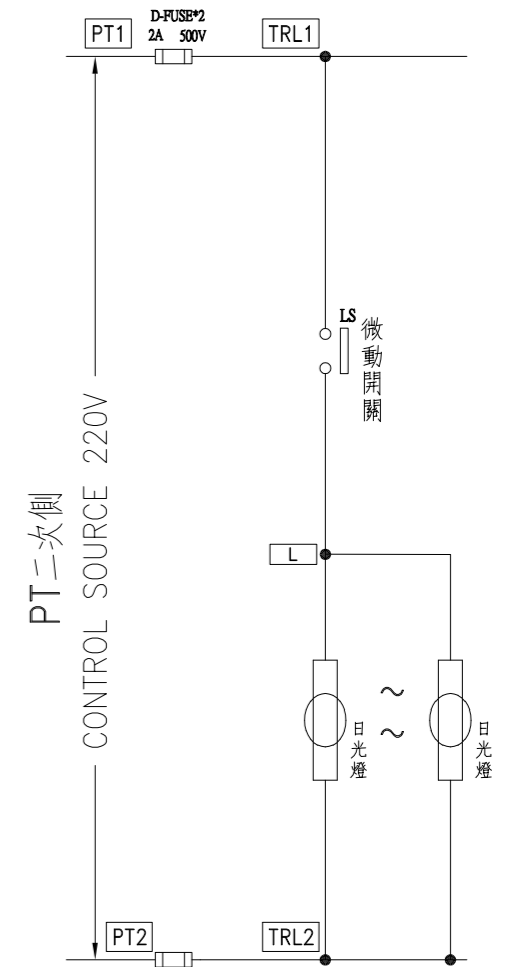 D-FUSE*2
PT1
2A 500V
TRL1
LS
微動開關
PT二次側
CONTROL SOURCE 220V
L
日光燈
日光燈
PT2
TRL2